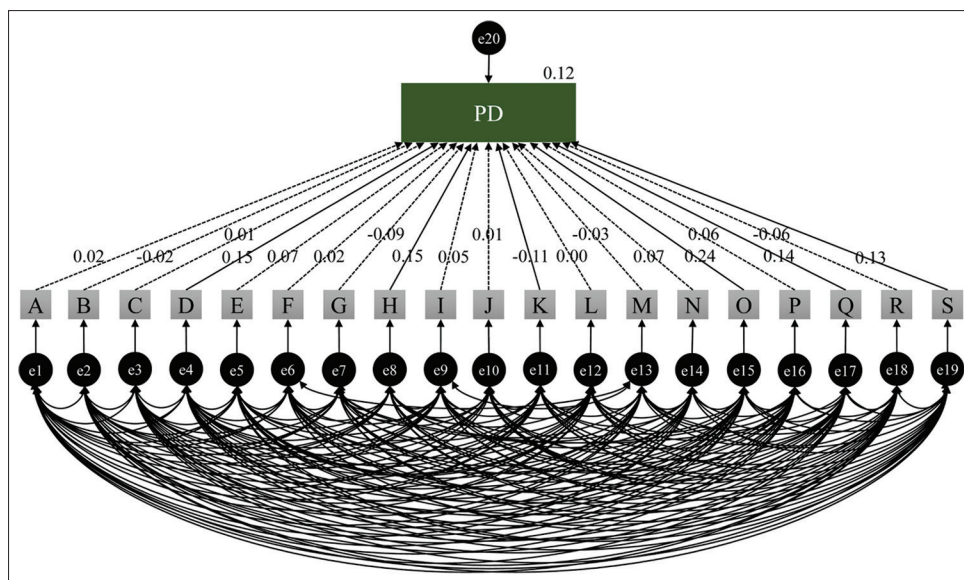 e20
0.12
PD
0.01 -0.09 0.01 -0.03 0.06 -0.06
0.02 -0.02 0.15 0.07 0.02 0.15 0.05 -0.11 0.00 0.07 0.24 0.14 0.13
A B C D E F G H I J K L M N O P Q R S
e1 e2 e3 e4 e5 e6 e7 e8 e9 e10 e11 e12 e13 e14 e15 e16 e17 e18 e19